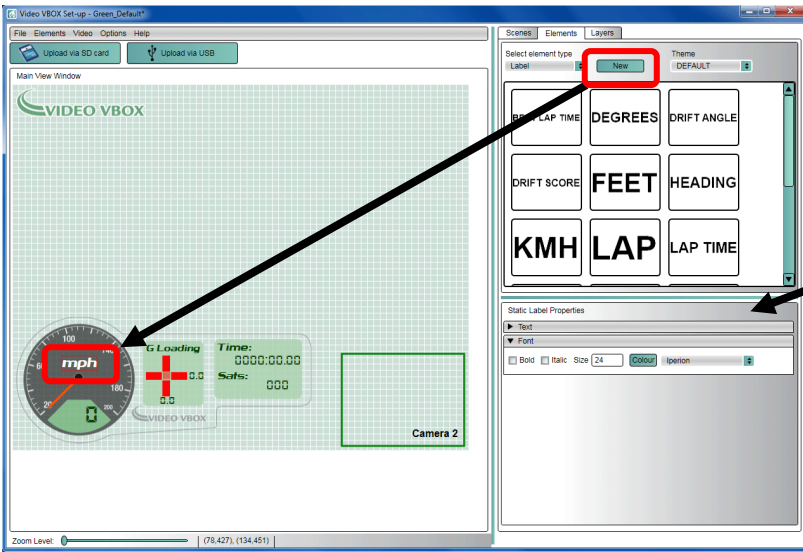 Video VBOX Set-up - Green_Default*
File Elements Video Options Help
Upload via SD card
Upload via USB
Main View Window
VIDEO VBOX
100
140
60
mph
180
20
200
0
G Loading
0.0
0.0
Time:
0000:00.00
Sats:
000
VIDEO VBOX
Camera 2
Zoom Level:
(78,427), (134,451)
Scenes Elements Layers
Select element type
Label
New
Theme
DEFAULT
LAP TIME
DEGREES
DRIFT ANGLE
DRIFT SCORE
FEET
HEADING
KMH
LAP
LAP TIME
Static Label Properties
Text
Font
Bold Italic Size 24 Colour Iperion